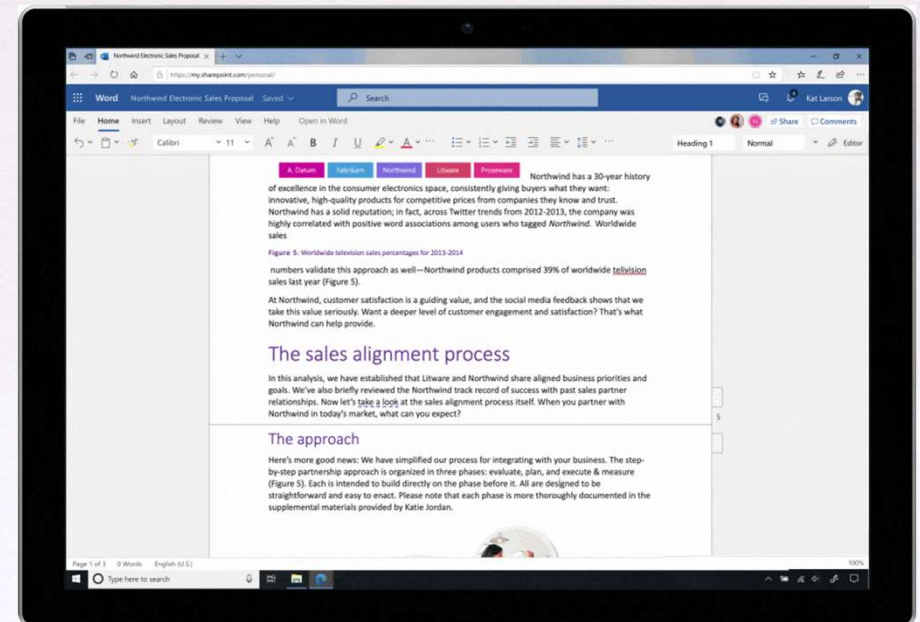 Northwind Electronic Sales Proposal
https://my.sharepoint.com/personal/
Word Northwind Electronic Sales Proposal Saved Search Kat Larson
File Home Insert Layout Review View Help Open in Word Share Comments
Calibri 11 A A B I U A Heading 1 Normal Editor
A. Datum Fabrikam Northwind Litware Proseware Northwind has a 30-year history
of excellence in the consumer electronics space, consistently giving buyers what they want:
innovative, high-quality products for competitive prices from companies they know and trust.
Northwind has a solid reputation; in fact, across Twitter trends from 2012-2013, the company was
highly correlated with positive word associations among users who tagged Northwind. Worldwide
sales
Figure 5: Worldwide television sales percentages for 2013-2014
numbers validate this approach as well—Northwind products comprised 39% of worldwide telivision
sales last year (Figure 5).
At Northwind, customer satisfaction is a guiding value, and the social media feedback shows that we
take this value seriously. Want a deeper level of customer engagement and satisfaction? That's what
Northwind can help provide.
The sales alignment process
In this analysis, we have established that Litware and Northwind share aligned business priorities and
goals. We've also briefly reviewed the Northwind track record of success with past sales partner
relationships. Now let's take a look at the sales alignment process itself. When you partner with
Northwind in today's market, what can you expect?
5
The approach
Here's more good news: We have simplified our process for integrating with your business. The step-
by-step partnership approach is organized in three phases: evaluate, plan, and execute & measure
(Figure 5). Each is intended to build directly on the phase before it. All are designed to be
straightforward and easy to enact. Please note that each phase is more thoroughly documented in the
supplemental materials provided by Katie Jordan.
Page 1 of 3 0 Words English (U.S.) 100%
Type here to search